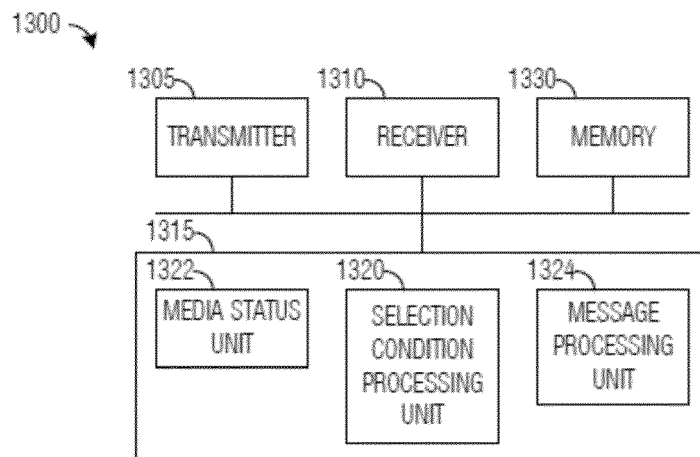 1300
1305
1310
1330
TRANSMITTER
RECEIVER
MEMORY
1315
1322
1320
1324
MEDIA STATUS
UNIT
SELECTION
CONDITION
PROCESSING
UNIT
MESSAGE
PROCESSING
UNIT